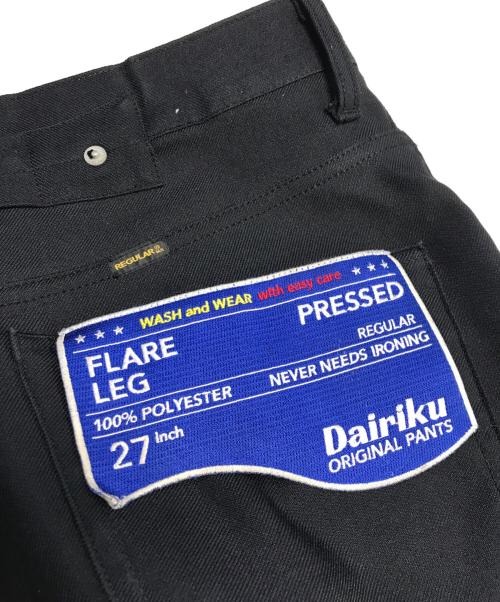 REGULAR
★ ★ ★ WASH and WEAR with easy care ★ ★ ★
FLARE LEG
PRESSED
REGULAR
100% POLYESTER
NEVER NEEDS IRONING
27 Inch
Dairiku
ORIGINAL PANTS